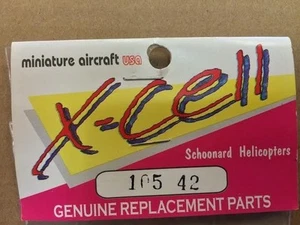 miniature aircraft usa
X-Cell
Schoonard Helicopters
105 42
GENUINE REPLACEMENT PARTS